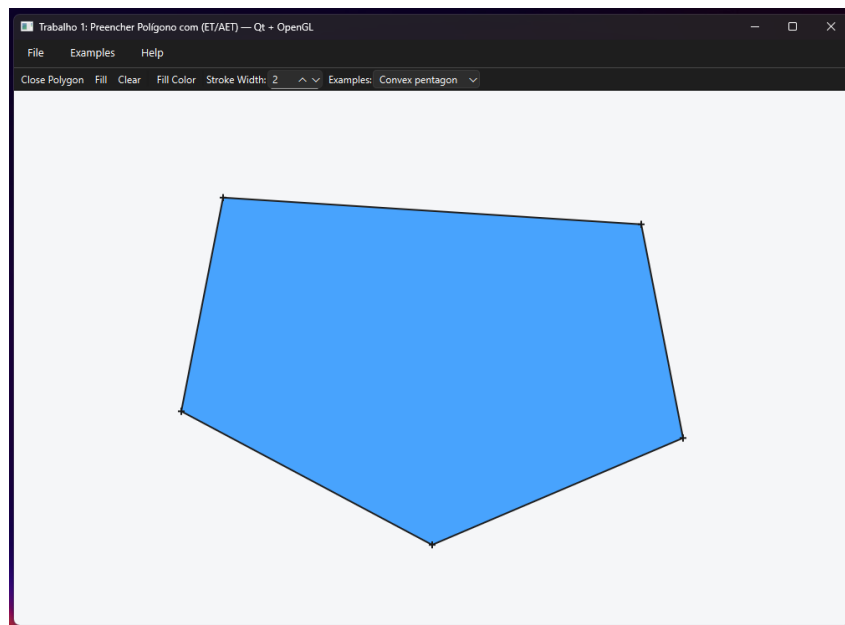 Trabalho 1: Preencher Polígono com (ET/AET) — Qt + OpenGL
File Examples Help
Close Polygon Fill Clear Fill Color Stroke Width: 2 Examples: Convex pentagon